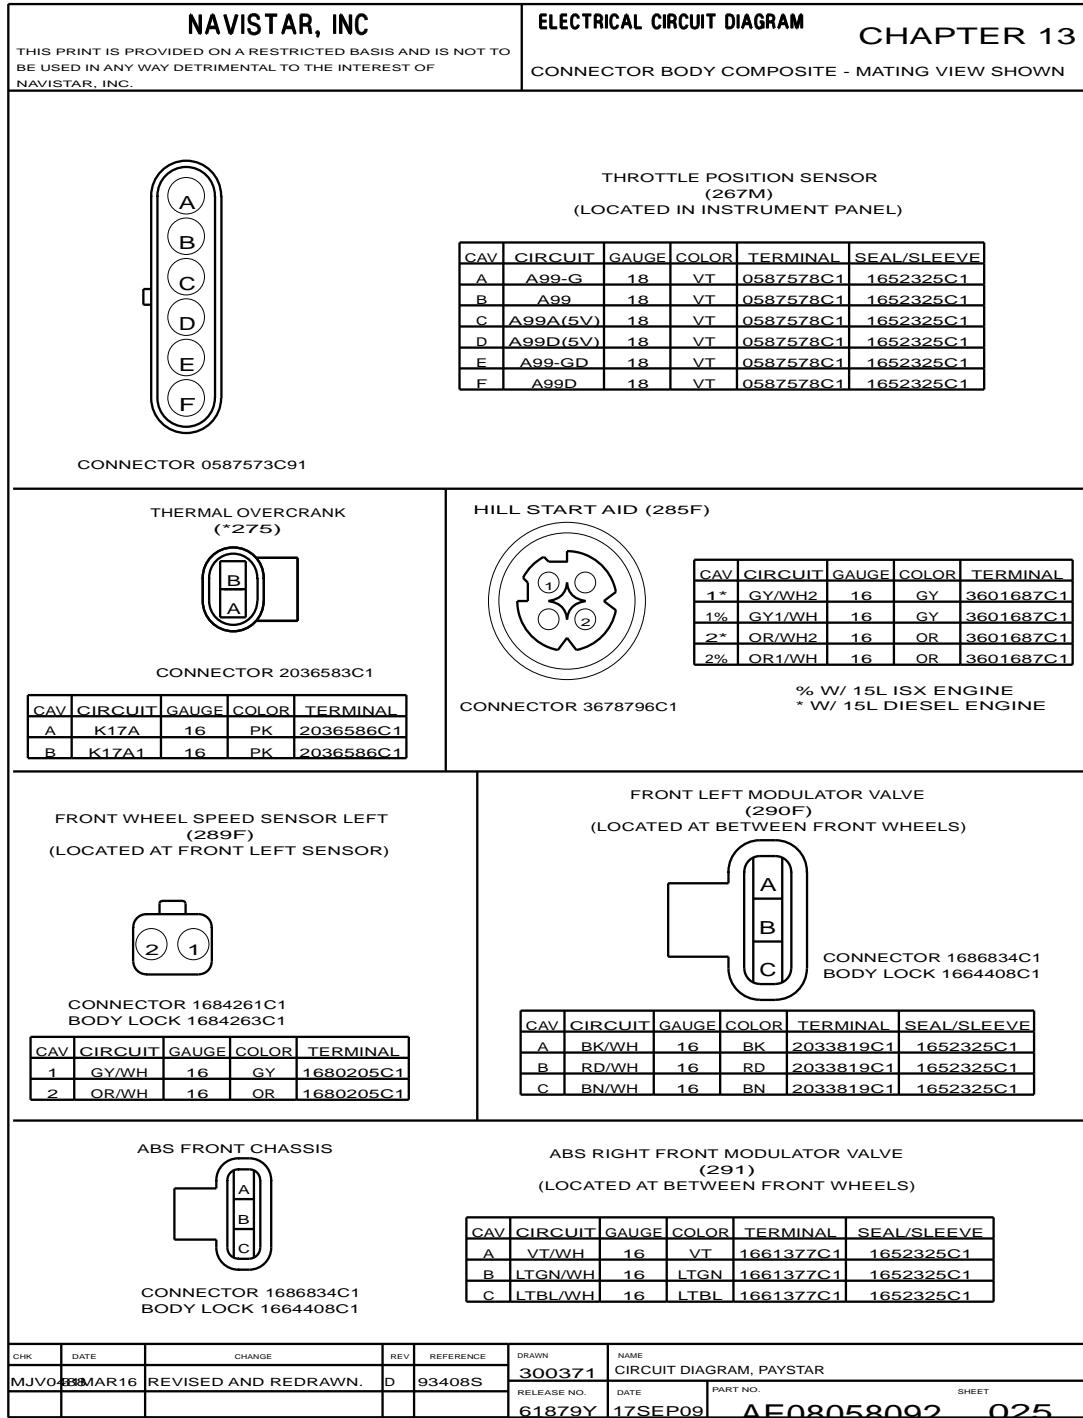 NAVISTAR, INC
THIS PRINT IS PROVIDED ON A RESTRICTED BASIS AND IS NOT TO
BE USED IN ANY WAY DETRIMENTAL TO THE INTEREST OF
NAVISTAR, INC.
ELECTRICAL CIRCUIT DIAGRAM
CHAPTER 13
CONNECTOR BODY COMPOSITE - MATING VIEW SHOWN
A
B
C
D
E
F
CONNECTOR 0587573C91
THROTTLE POSITION SENSOR
(267M)
(LOCATED IN INSTRUMENT PANEL)
CAV CIRCUIT GAUGE COLOR TERMINAL SEAL/SLEEVE
A A99-G 18 VT 0587578C1 1652325C1
B A99 18 VT 0587578C1 1652325C1
C A99A(5V) 18 VT 0587578C1 1652325C1
D A99D(5V) 18 VT 0587578C1 1652325C1
E A99-GD 18 VT 0587578C1 1652325C1
F A99D 18 VT 0587578C1 1652325C1
THERMAL OVERCRANK
(*275)
B
A
CONNECTOR 2036583C1
CAV CIRCUIT GAUGE COLOR TERMINAL
A K17A 16 PK 2036586C1
B K17A1 16 PK 2036586C1
HILL START AID (285F)
1
2
CONNECTOR 3678796C1
CAV CIRCUIT GAUGE COLOR TERMINAL
1* GY/WH2 16 GY 3601687C1
1% GY1/WH 16 GY 3601687C1
2* OR/WH2 16 OR 3601687C1
2% OR1/WH 16 OR 3601687C1
% W/ 15L ISX ENGINE
* W/ 15L DIESEL ENGINE
FRONT WHEEL SPEED SENSOR LEFT
(289F)
(LOCATED AT FRONT LEFT SENSOR)
2 1
CONNECTOR 1684261C1
BODY LOCK 1684263C1
CAV CIRCUIT GAUGE COLOR TERMINAL
1 GY/WH 16 GY 1680205C1
2 OR/WH 16 OR 1680205C1
FRONT LEFT MODULATOR VALVE
(290F)
(LOCATED AT BETWEEN FRONT WHEELS)
A
B
C
CONNECTOR 1686834C1
BODY LOCK 1664408C1
CAV CIRCUIT GAUGE COLOR TERMINAL SEAL/SLEEVE
A BK/WH 16 BK 2033819C1 1652325C1
B RD/WH 16 RD 2033819C1 1652325C1
C BN/WH 16 BN 2033819C1 1652325C1
ABS FRONT CHASSIS
A
B
C
CONNECTOR 1686834C1
BODY LOCK 1664408C1
ABS RIGHT FRONT MODULATOR VALVE
(291)
(LOCATED AT BETWEEN FRONT WHEELS)
CAV CIRCUIT GAUGE COLOR TERMINAL SEAL/SLEEVE
A VT/WH 16 VT 1661377C1 1652325C1
B LTGN/WH 16 LTGN 1661377C1 1652325C1
C LTBL/WH 16 LTBL 1661377C1 1652325C1
CHK DATE CHANGE REV REFERENCE
REVISED AND REDRAWN. D 93408S
DRAWN
300371
NAME
CIRCUIT DIAGRAM, PAYSTAR
RELEASE NO.
61879Y
DATE
17SEP09
PART NO.
AE08058092
SHEET
025